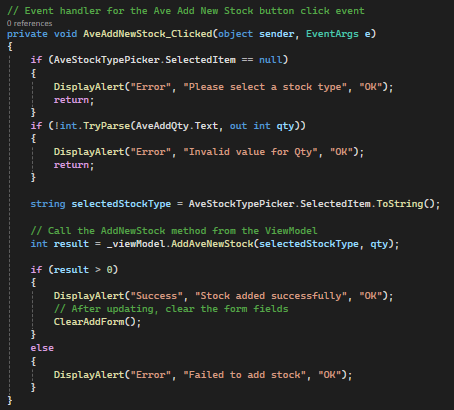 // Event handler for the Ave Add New Stock button click event
0 references
private void AveAddNewStock_Clicked(object sender, EventArgs e)
{
    if (AveStockTypePicker.SelectedItem == null)
    {
        DisplayAlert("Error", "Please select a stock type", "OK");
        return;
    }
    if (!int.TryParse(AveAddQty.Text, out int qty))
    {
        DisplayAlert("Error", "Invalid value for Qty", "OK");
        return;
    }
    string selectedStockType = AveStockTypePicker.SelectedItem.ToString();
    // Call the AddNewStock method from the ViewModel
    int result = _viewModel.AddAveNewStock(selectedStockType, qty);
    if (result > 0)
    {
        DisplayAlert("Success", "Stock added successfully", "OK");
        // After updating, clear the form fields
        ClearAddForm();
    }
    else
    {
        DisplayAlert("Error", "Failed to add stock", "OK");
    }
}